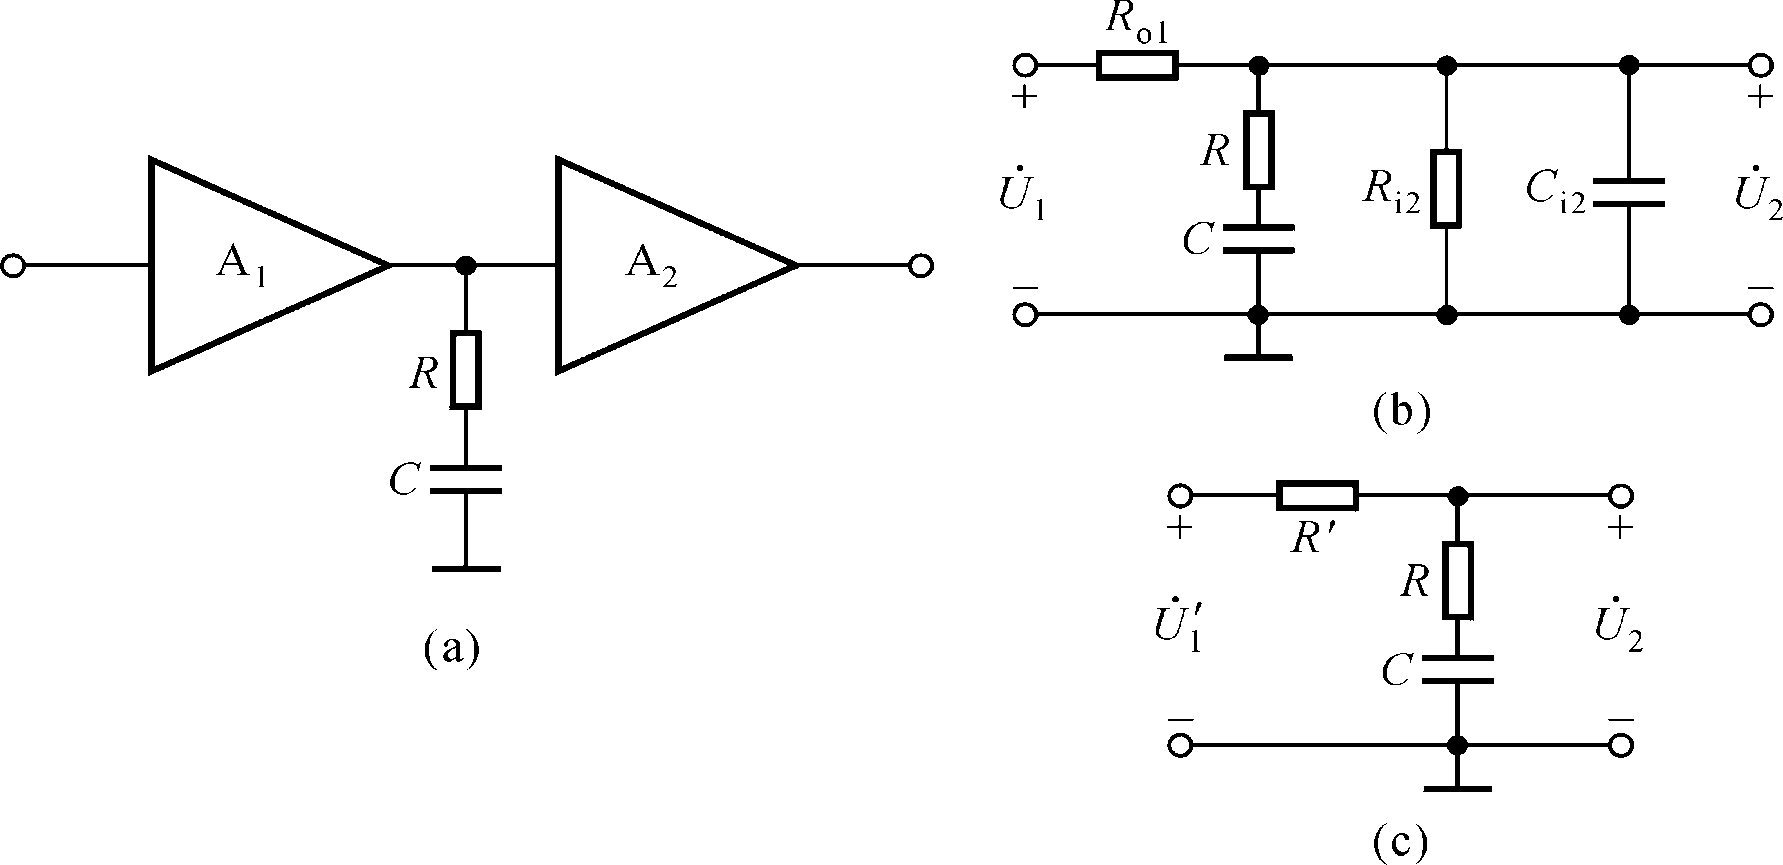 A₁
A₂
R
C
(a)
Rₒ₁
+
+
R
C
Rᵢ₂
Cᵢ₂
U̇₁
U̇₂
−
−
(b)
R′
+
+
R
C
U̇′₁
U̇₂
−
−
(c)